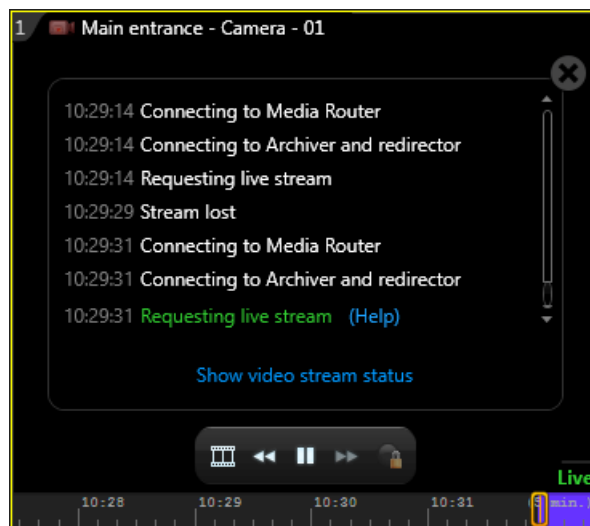 1 Main entrance - Camera - 01
10:29:14 Connecting to Media Router
10:29:14 Connecting to Archiver and redirector
10:29:14 Requesting live stream
10:29:29 Stream lost
10:29:31 Connecting to Media Router
10:29:31 Connecting to Archiver and redirector
10:29:31 Requesting live stream (Help)
Show video stream status
Live
10:28 10:29 10:30 10:31 min.